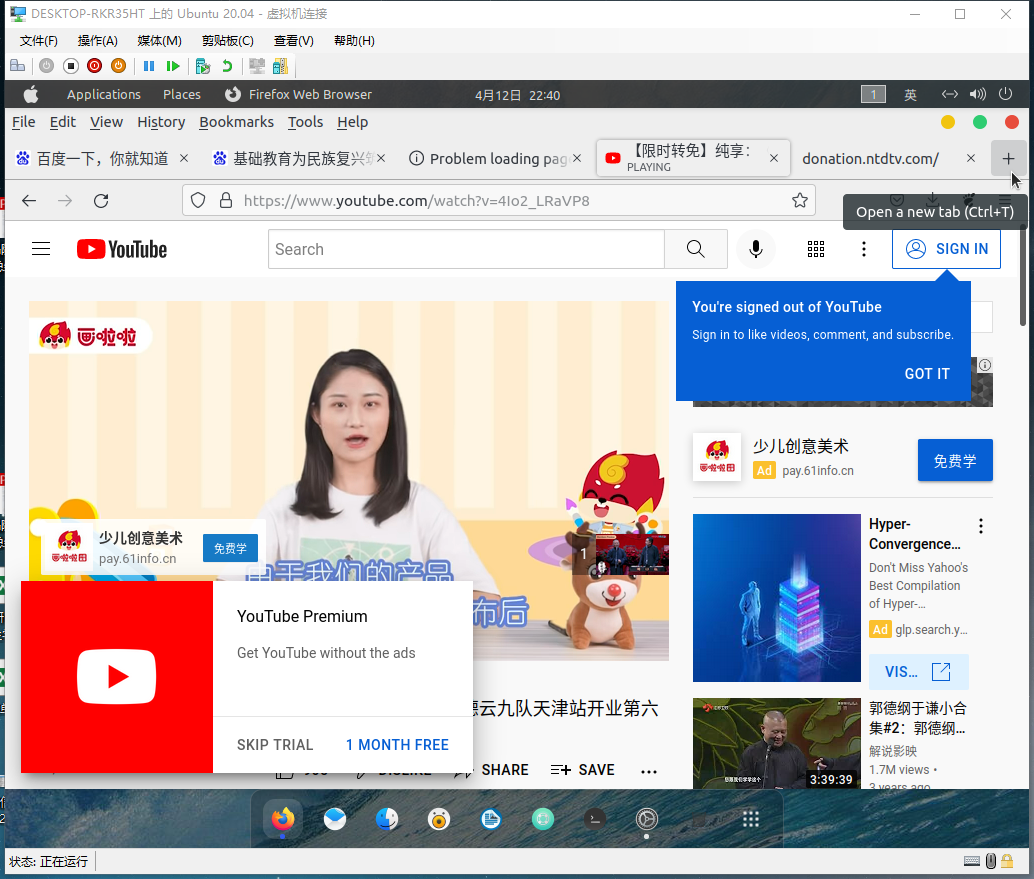 DESKTOP-RKR35HT 上的 Ubuntu 20.04 - 虚拟机连接
文件(F) 操作(A) 媒体(M) 剪贴板(C) 查看(V) 帮助(H)
Applications Places Firefox Web Browser 4月12日 22:40 1 英
File Edit View History Bookmarks Tools Help
百度一下，你就知道 基础教育为民族复兴 Problem loading pag 【限时转免】纯享： donation.ntdtv.com/
PLAYING
https://www.youtube.com/watch?v=4Io2_LRaVP8
Open a new tab (Ctrl+T)
YouTube Search SIGN IN
You're signed out of YouTube
Sign in to like videos, comment, and subscribe.
GOT IT
画啦啦
少儿创意美术
Ad pay.61info.cn
免费学
少儿创意美术
pay.61info.cn
免费学
1
由于我们的产品
布后
Hyper-
Convergence...
Don't Miss Yahoo's
Best Compilation
of Hyper-...
Ad glp.search.y...
VIS...
YouTube Premium
Get YouTube without the ads
SKIP TRIAL 1 MONTH FREE
德云九队天津站开业第六
DISLIKE SHARE SAVE
郭德纲于谦小合
集#2：郭德纲...
解说影映
1.7M views •
3 years ago
3:39:39
状态: 正在运行